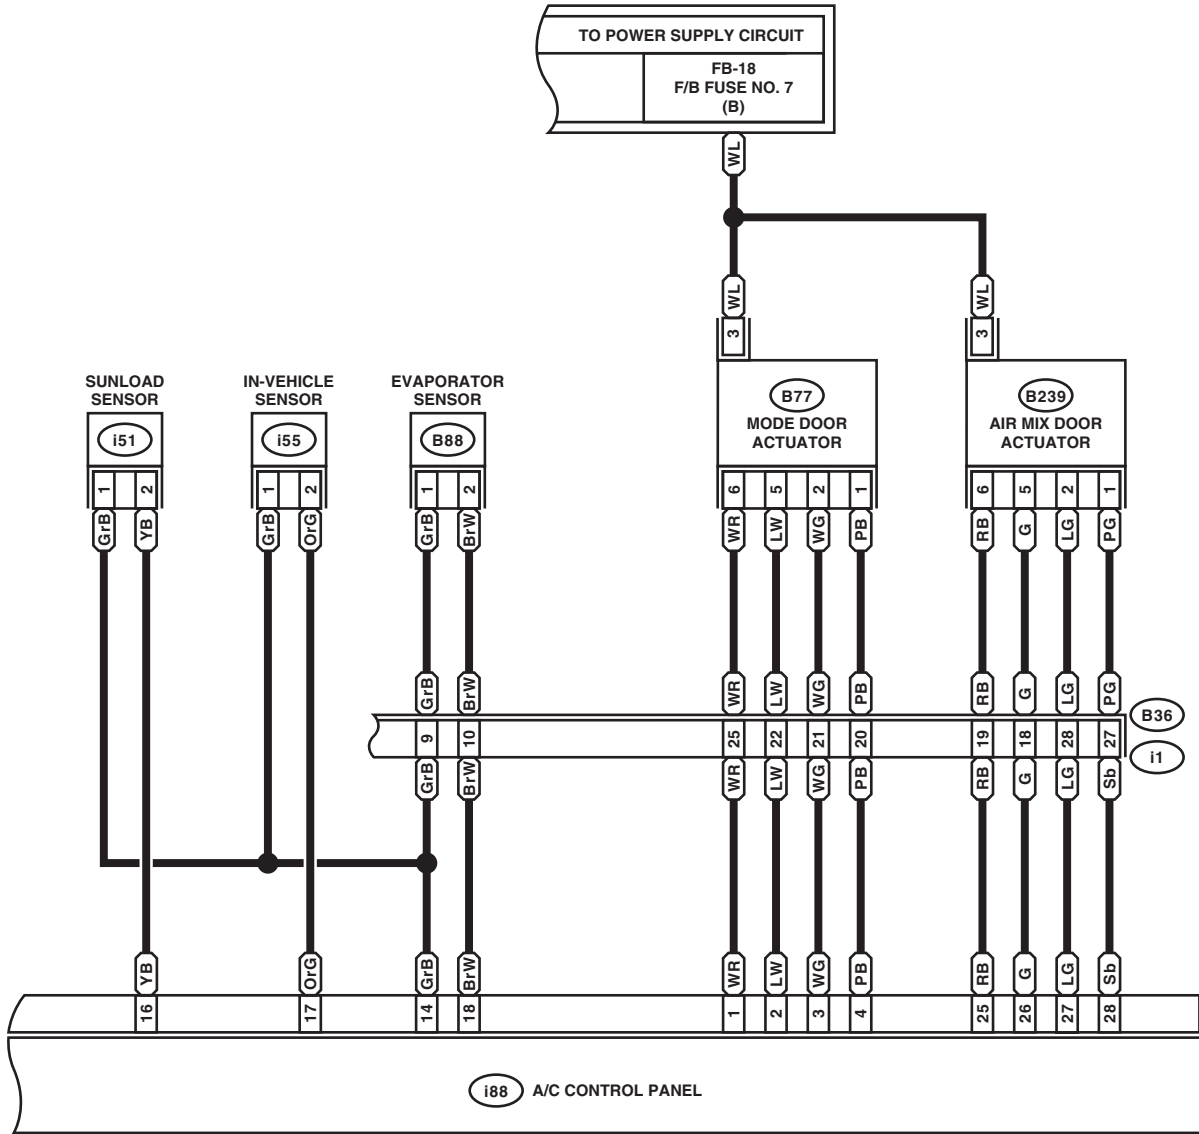 TO POWER SUPPLY CIRCUIT
FB-18
F/B FUSE NO. 7
(B)
WL
WL WL
3 3
SUNLOAD SENSOR
IN-VEHICLE SENSOR
EVAPORATOR SENSOR
i51
i55
B88
B77
MODE DOOR
ACTUATOR
B239
AIR MIX DOOR
ACTUATOR
1 2 1 2 1 2 6 5 2 1 6 5 2 1
GrB YB GrB OrG GrB BrW WR LW WG PB RB G LG PG
GrB BrW WR LW WG PB RB G LG PG
B36
9 10 25 22 21 20 19 18 28 27
i1
GrB BrW WR LW WG PB RB G LG Sb
YB OrG GrB BrW WR LW WG PB RB G LG Sb
16 17 14 18 1 2 3 4 25 26 27 28
i88 A/C CONTROL PANEL